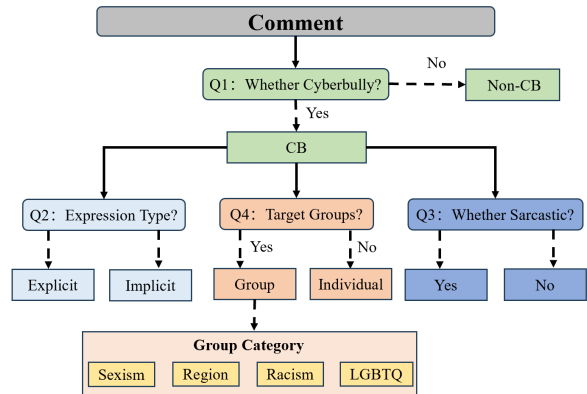 Comment
Q1：Whether Cyberbully?
No
Non-CB
Yes
CB
Q2：Expression Type?
Q4：Target Groups?
Q3：Whether Sarcastic?
Yes
No
Explicit
Implicit
Group
Individual
Yes
No
Group Category
Sexism
Region
Racism
LGBTQ